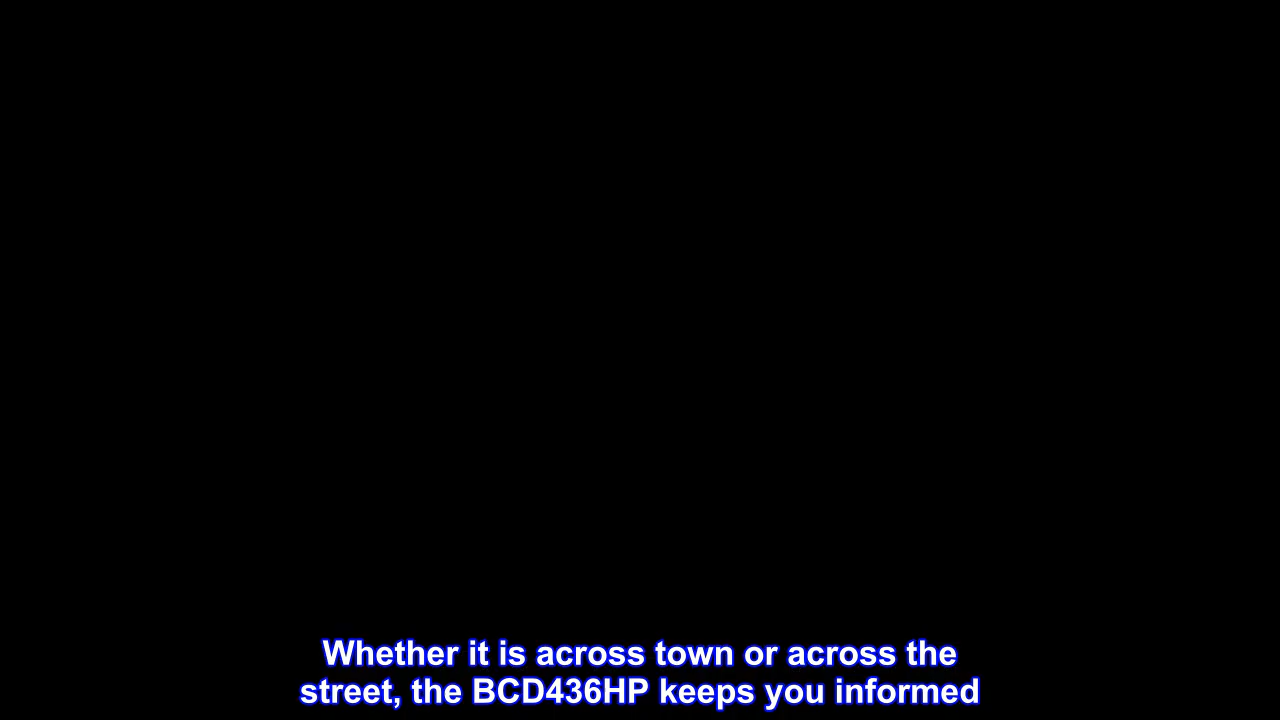 Whether it is across town or across the
street, the BCD436HP keeps you informed